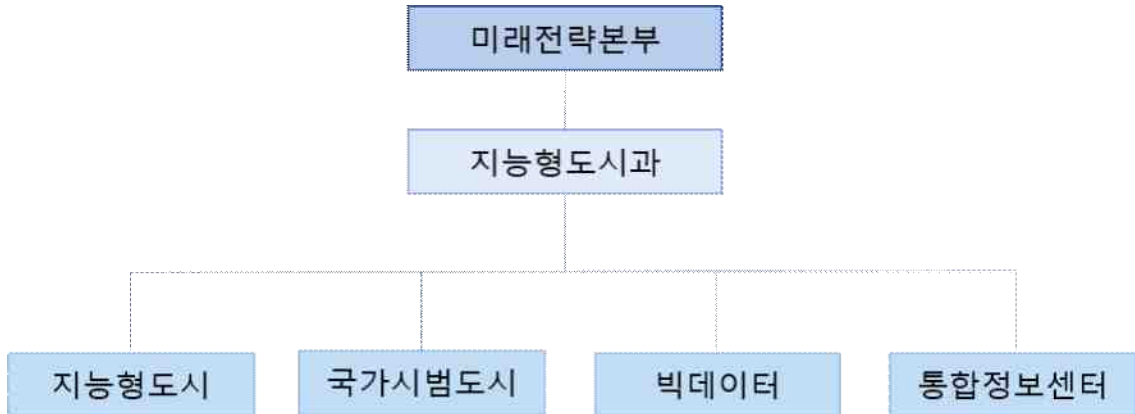 미래전략본부
지능형도시과
지능형도시
국가시범도시
빅데이터
통합정보센터